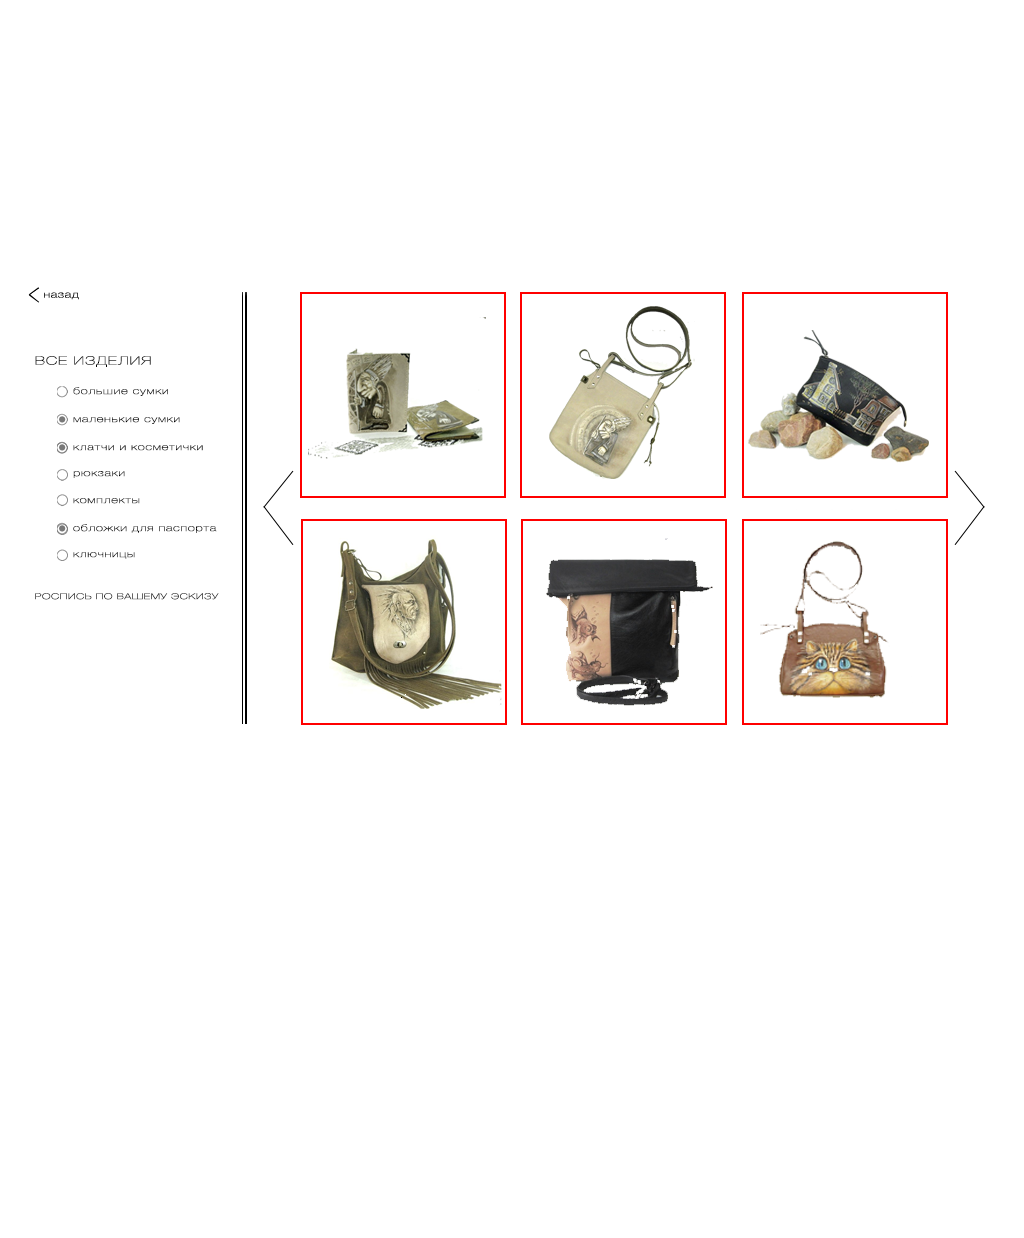 назад
ВСЕ ИЗДЕЛИЯ
большие сумки
маленькие сумки
клатчи и косметички
рюкзаки
комплекты
обложки для паспорта
ключницы
РОСПИСЬ ПО ВАШЕМУ ЭСКИЗУ